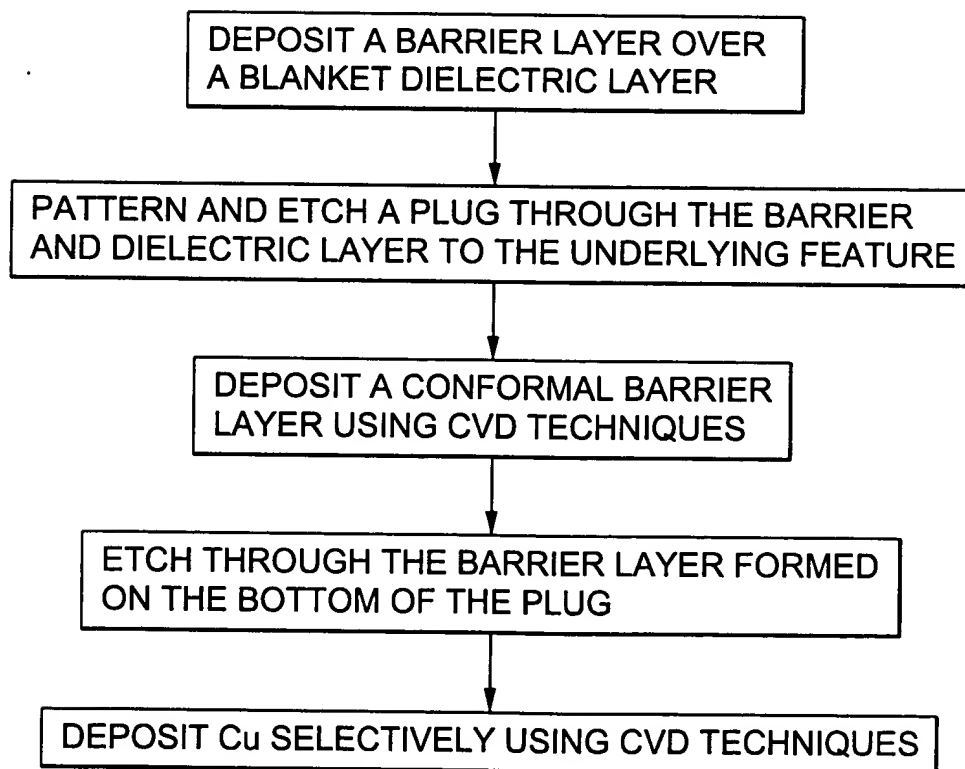 DEPOSIT A BARRIER LAYER OVER
A BLANKET DIELECTRIC LAYER
PATTERN AND ETCH A PLUG THROUGH THE BARRIER
AND DIELECTRIC LAYER TO THE UNDERLYING FEATURE
DEPOSIT A CONFORMAL BARRIER
LAYER USING CVD TECHNIQUES
ETCH THROUGH THE BARRIER LAYER FORMED
ON THE BOTTOM OF THE PLUG
DEPOSIT Cu SELECTIVELY USING CVD TECHNIQUES